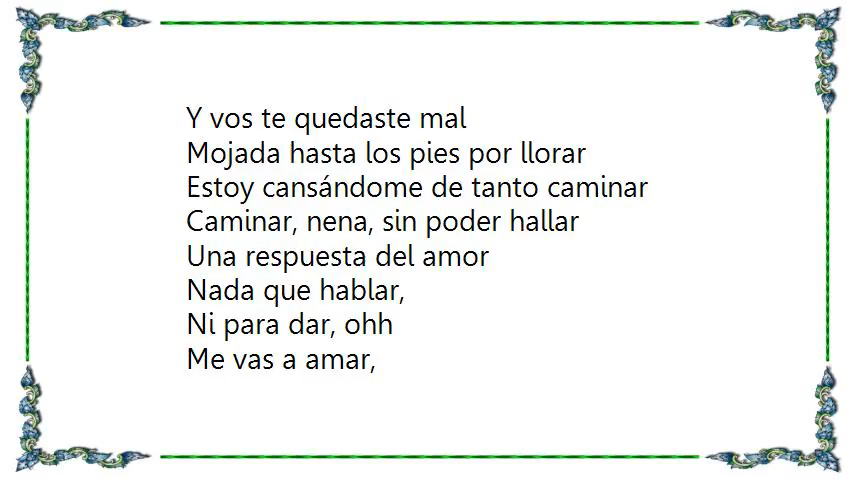 Y vos te quedaste mal
Mojada hasta los pies por llorar
Estoy cansándome de tanto caminar
Caminar, nena, sin poder hallar
Una respuesta del amor
Nada que hablar,
Ni para dar, ohh
Me vas a amar,